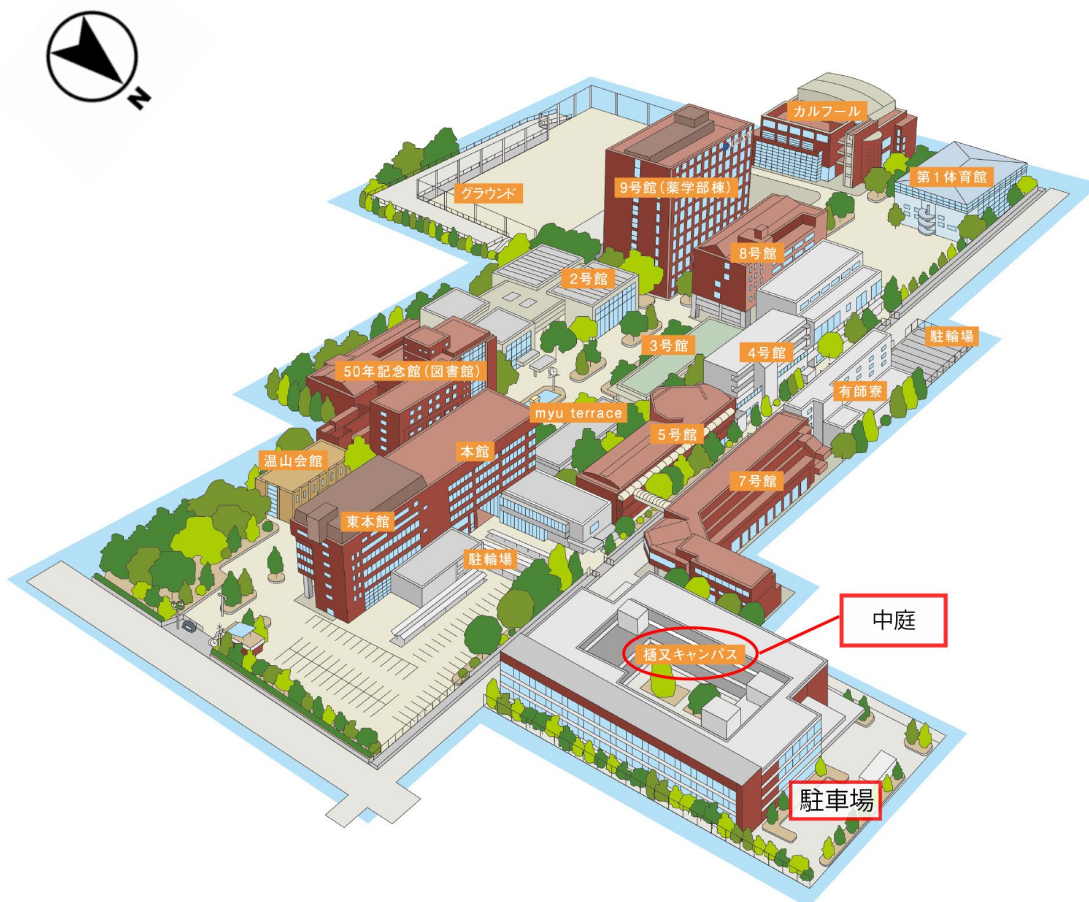 N
カルフール
第1体育館
グラウンド
9号館(薬学部棟)
8号館
2号館
3号館
4号館
駐輪場
50年記念館(図書館)
有師寮
myu terrace
5号館
本館
温山会館
7号館
東本館
駐輪場
中庭
樋又キャンパス
駐車場